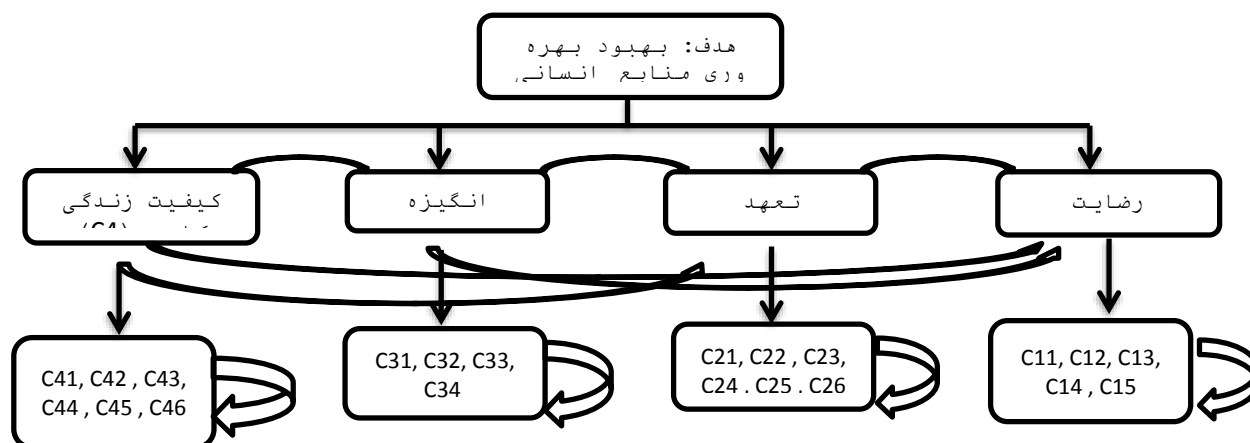 هدف: بهبود بهره
وری منابع انسانی
رضایت
تعهد
انگیزه
کیفیت زندگی
(C4)
C11, C12, C13,
C14 , C15
C21, C22 , C23,
C24 . C25 . C26
C31, C32, C33,
C34
C41, C42 , C43,
C44 , C45 , C46